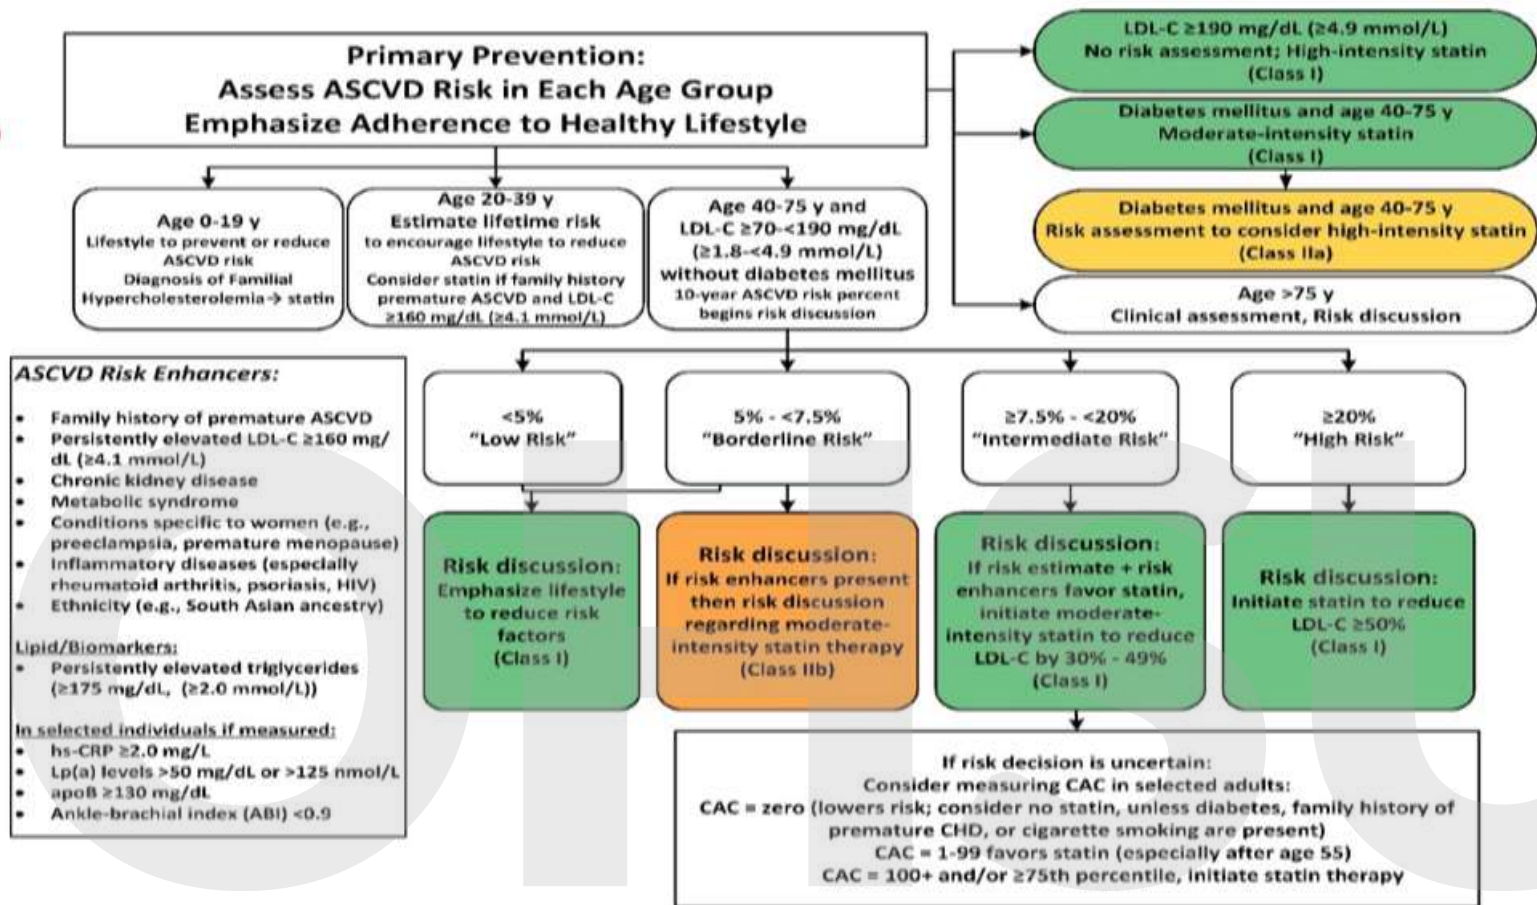 Primary Prevention:
Assess ASCVD Risk in Each Age Group
Emphasize Adherence to Healthy Lifestyle
LDL-C ≥190 mg/dL (≥4.9 mmol/L)
No risk assessment; High-intensity statin
(Class I)
Diabetes mellitus and age 40-75 y
Moderate-intensity statin
(Class I)
Diabetes mellitus and age 40-75 y
Risk assessment to consider high-intensity statin
(Class IIa)
Age >75 y
Clinical assessment, Risk discussion
Age 0-19 y
Lifestyle to prevent or reduce
ASCVD risk
Diagnosis of Familial
Hypercholesterolemia→ statin
Age 20-39 y
Estimate lifetime risk
to encourage lifestyle to reduce
ASCVD risk
Consider statin if family history
premature ASCVD and LDL-C
≥160 mg/dL (≥4.1 mmol/L)
Age 40-75 y and
LDL-C ≥70-<190 mg/dL
(≥1.8-<4.9 mmol/L)
without diabetes mellitus
10-year ASCVD risk percent
begins risk discussion
ASCVD Risk Enhancers:
• Family history of premature ASCVD
• Persistently elevated LDL-C ≥160 mg/
dL (≥4.1 mmol/L)
• Chronic kidney disease
• Metabolic syndrome
• Conditions specific to women (e.g.,
preeclampsia, premature menopause)
• Inflammatory diseases (especially
rheumatoid arthritis, psoriasis, HIV)
• Ethnicity (e.g., South Asian ancestry)
Lipid/Biomarkers:
• Persistently elevated triglycerides
(≥175 mg/dL, (≥2.0 mmol/L))
In selected individuals if measured:
• hs-CRP ≥2.0 mg/L
• Lp(a) levels >50 mg/dL or >125 nmol/L
• apoB ≥130 mg/dL
• Ankle-brachial index (ABI) <0.9
<5%
"Low Risk"
5% - <7.5%
"Borderline Risk"
≥7.5% - <20%
"Intermediate Risk"
≥20%
"High Risk"
Risk discussion:
Emphasize lifestyle
to reduce risk
factors
(Class I)
Risk discussion:
If risk enhancers present
then risk discussion
regarding moderate-
intensity statin therapy
(Class IIb)
Risk discussion:
If risk estimate + risk
enhancers favor statin,
initiate moderate-
intensity statin to reduce
LDL-C by 30% - 49%
(Class I)
Risk discussion:
Initiate statin to reduce
LDL-C ≥50%
(Class I)
If risk decision is uncertain:
Consider measuring CAC in selected adults:
CAC = zero (lowers risk; consider no statin, unless diabetes, family history of
premature CHD, or cigarette smoking are present)
CAC = 1-99 favors statin (especially after age 55)
CAC = 100+ and/or ≥75th percentile, initiate statin therapy